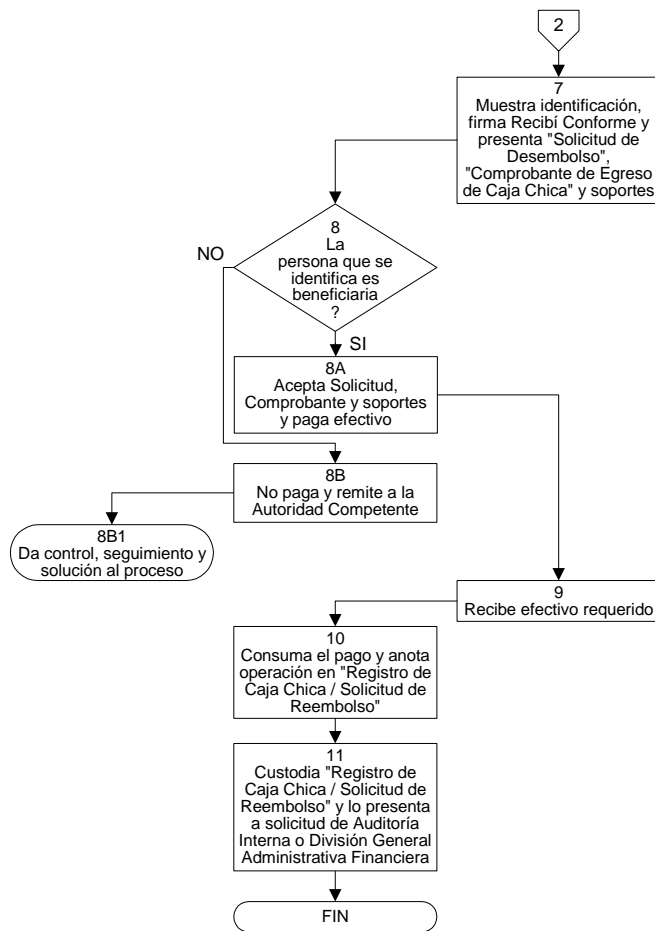 2
7
Muestra identificación,
firma Recibí Conforme y
presenta "Solicitud de
Desembolso",
"Comprobante de Egreso
de Caja Chica" y soportes
8
La
persona que se
identifica es
beneficiaria
?
NO
SI
8A
Acepta Solicitud,
Comprobante y soportes
y paga efectivo
8B
No paga y remite a la
Autoridad Competente
8B1
Da control, seguimiento y
solución al proceso
9
Recibe efectivo requerido
10
Consuma el pago y anota
operación en "Registro de
Caja Chica / Solicitud de
Reembolso"
11
Custodia "Registro de
Caja Chica / Solicitud de
Reembolso" y lo presenta
a solicitud de Auditoría
Interna o División General
Administrativa Financiera
FIN